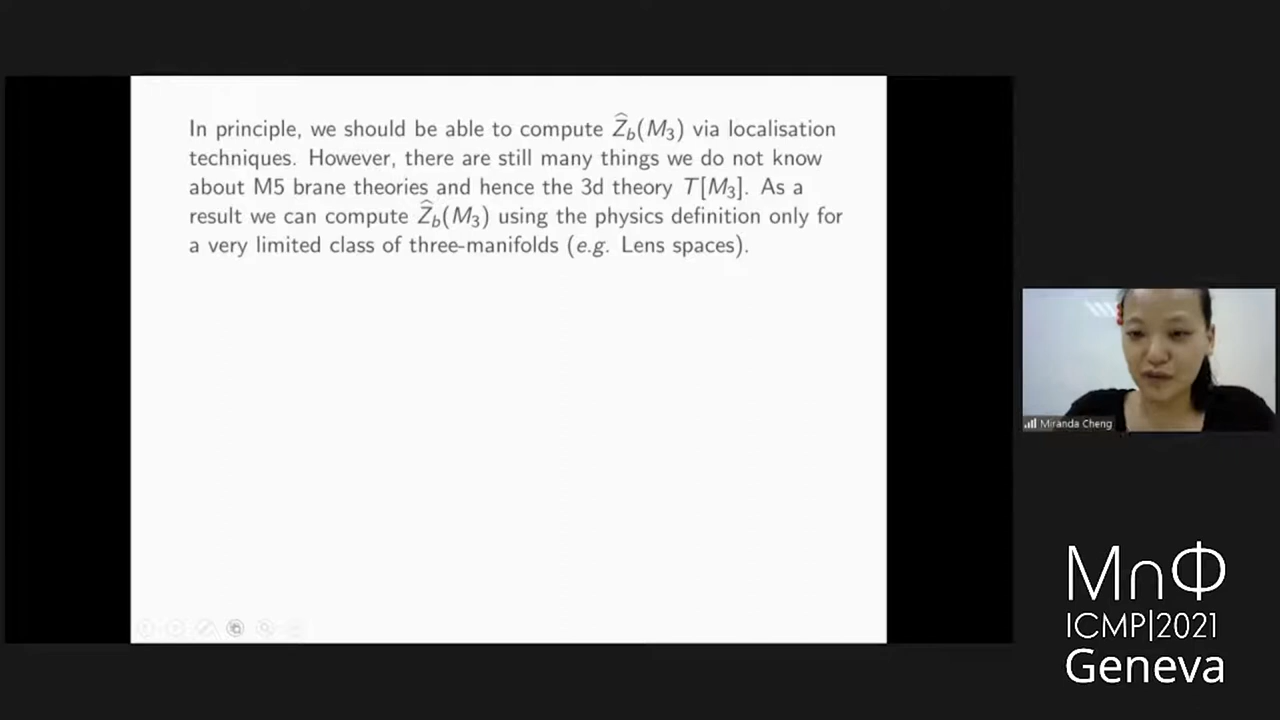 In principle, we should be able to compute Ẑ_b(M_3) via localisation
techniques. However, there are still many things we do not know
about M5 brane theories and hence the 3d theory T[M_3]. As a
result we can compute Ẑ_b(M_3) using the physics definition only for
a very limited class of three-manifolds (e.g. Lens spaces).
Miranda Cheng
M∩Φ
ICMP|2021
Geneva